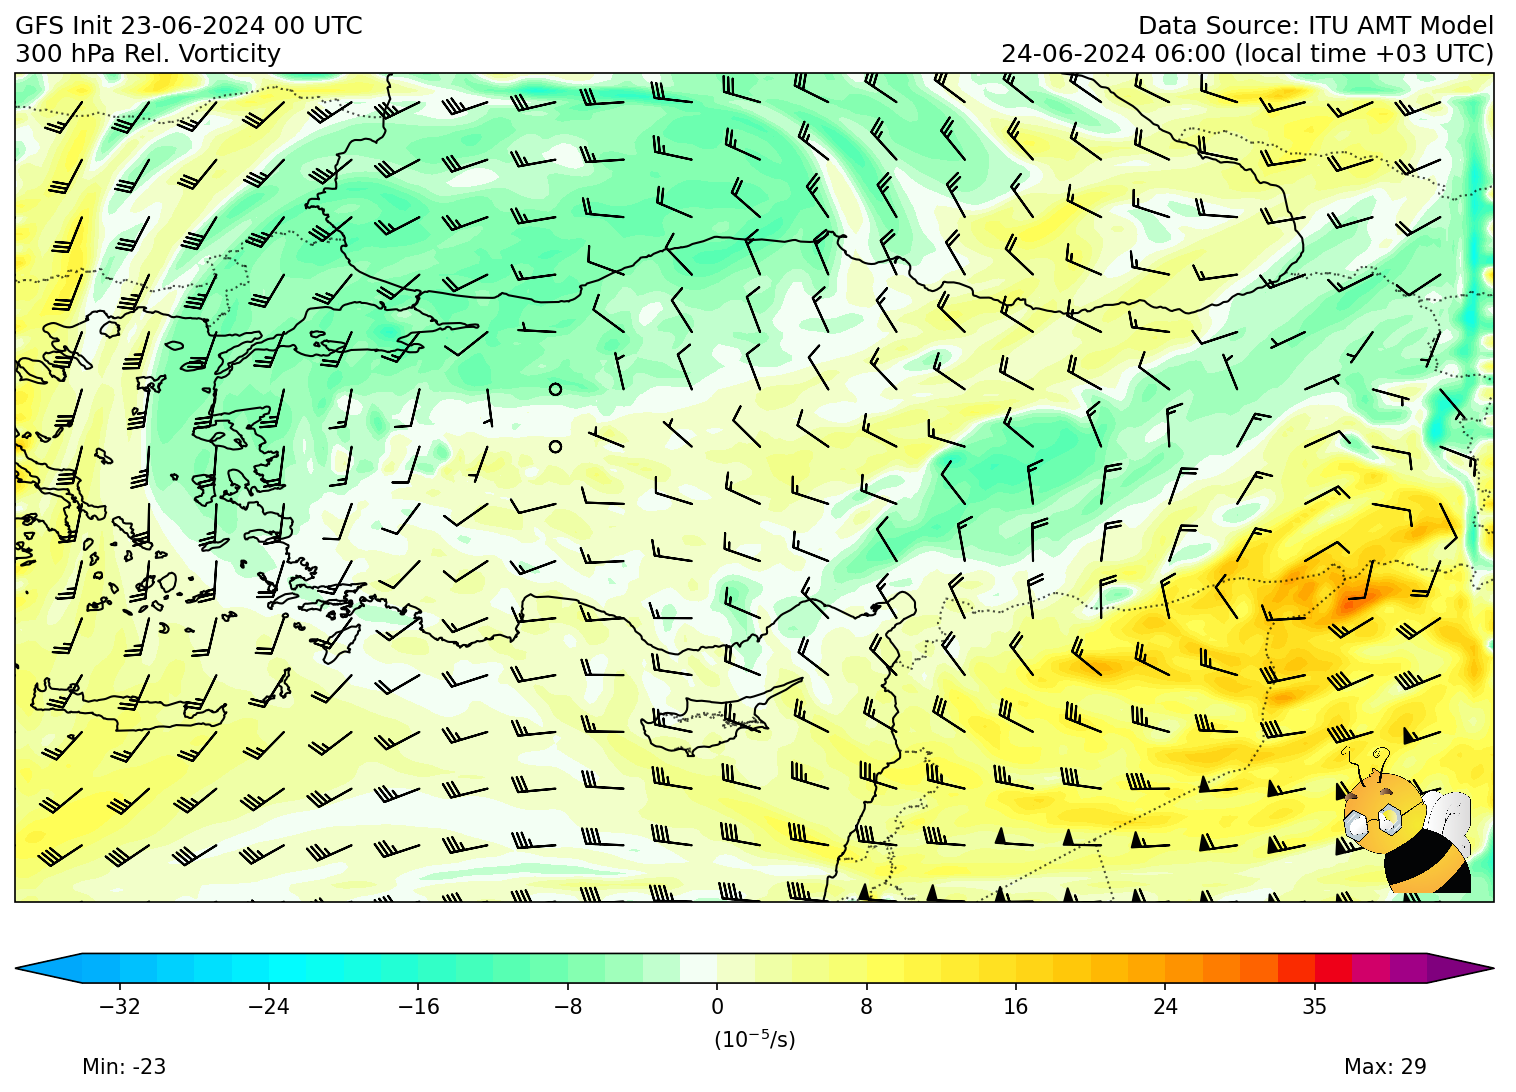 GFS Init 23-06-2024 00 UTC
Data Source: ITU AMT Model
300 hPa Rel. Vorticity
24-06-2024 06:00 (local time +03 UTC)
−32 −24 −16 −8 0 8 16 24 35
(10⁻⁵/s)
Min: -23
Max: 29